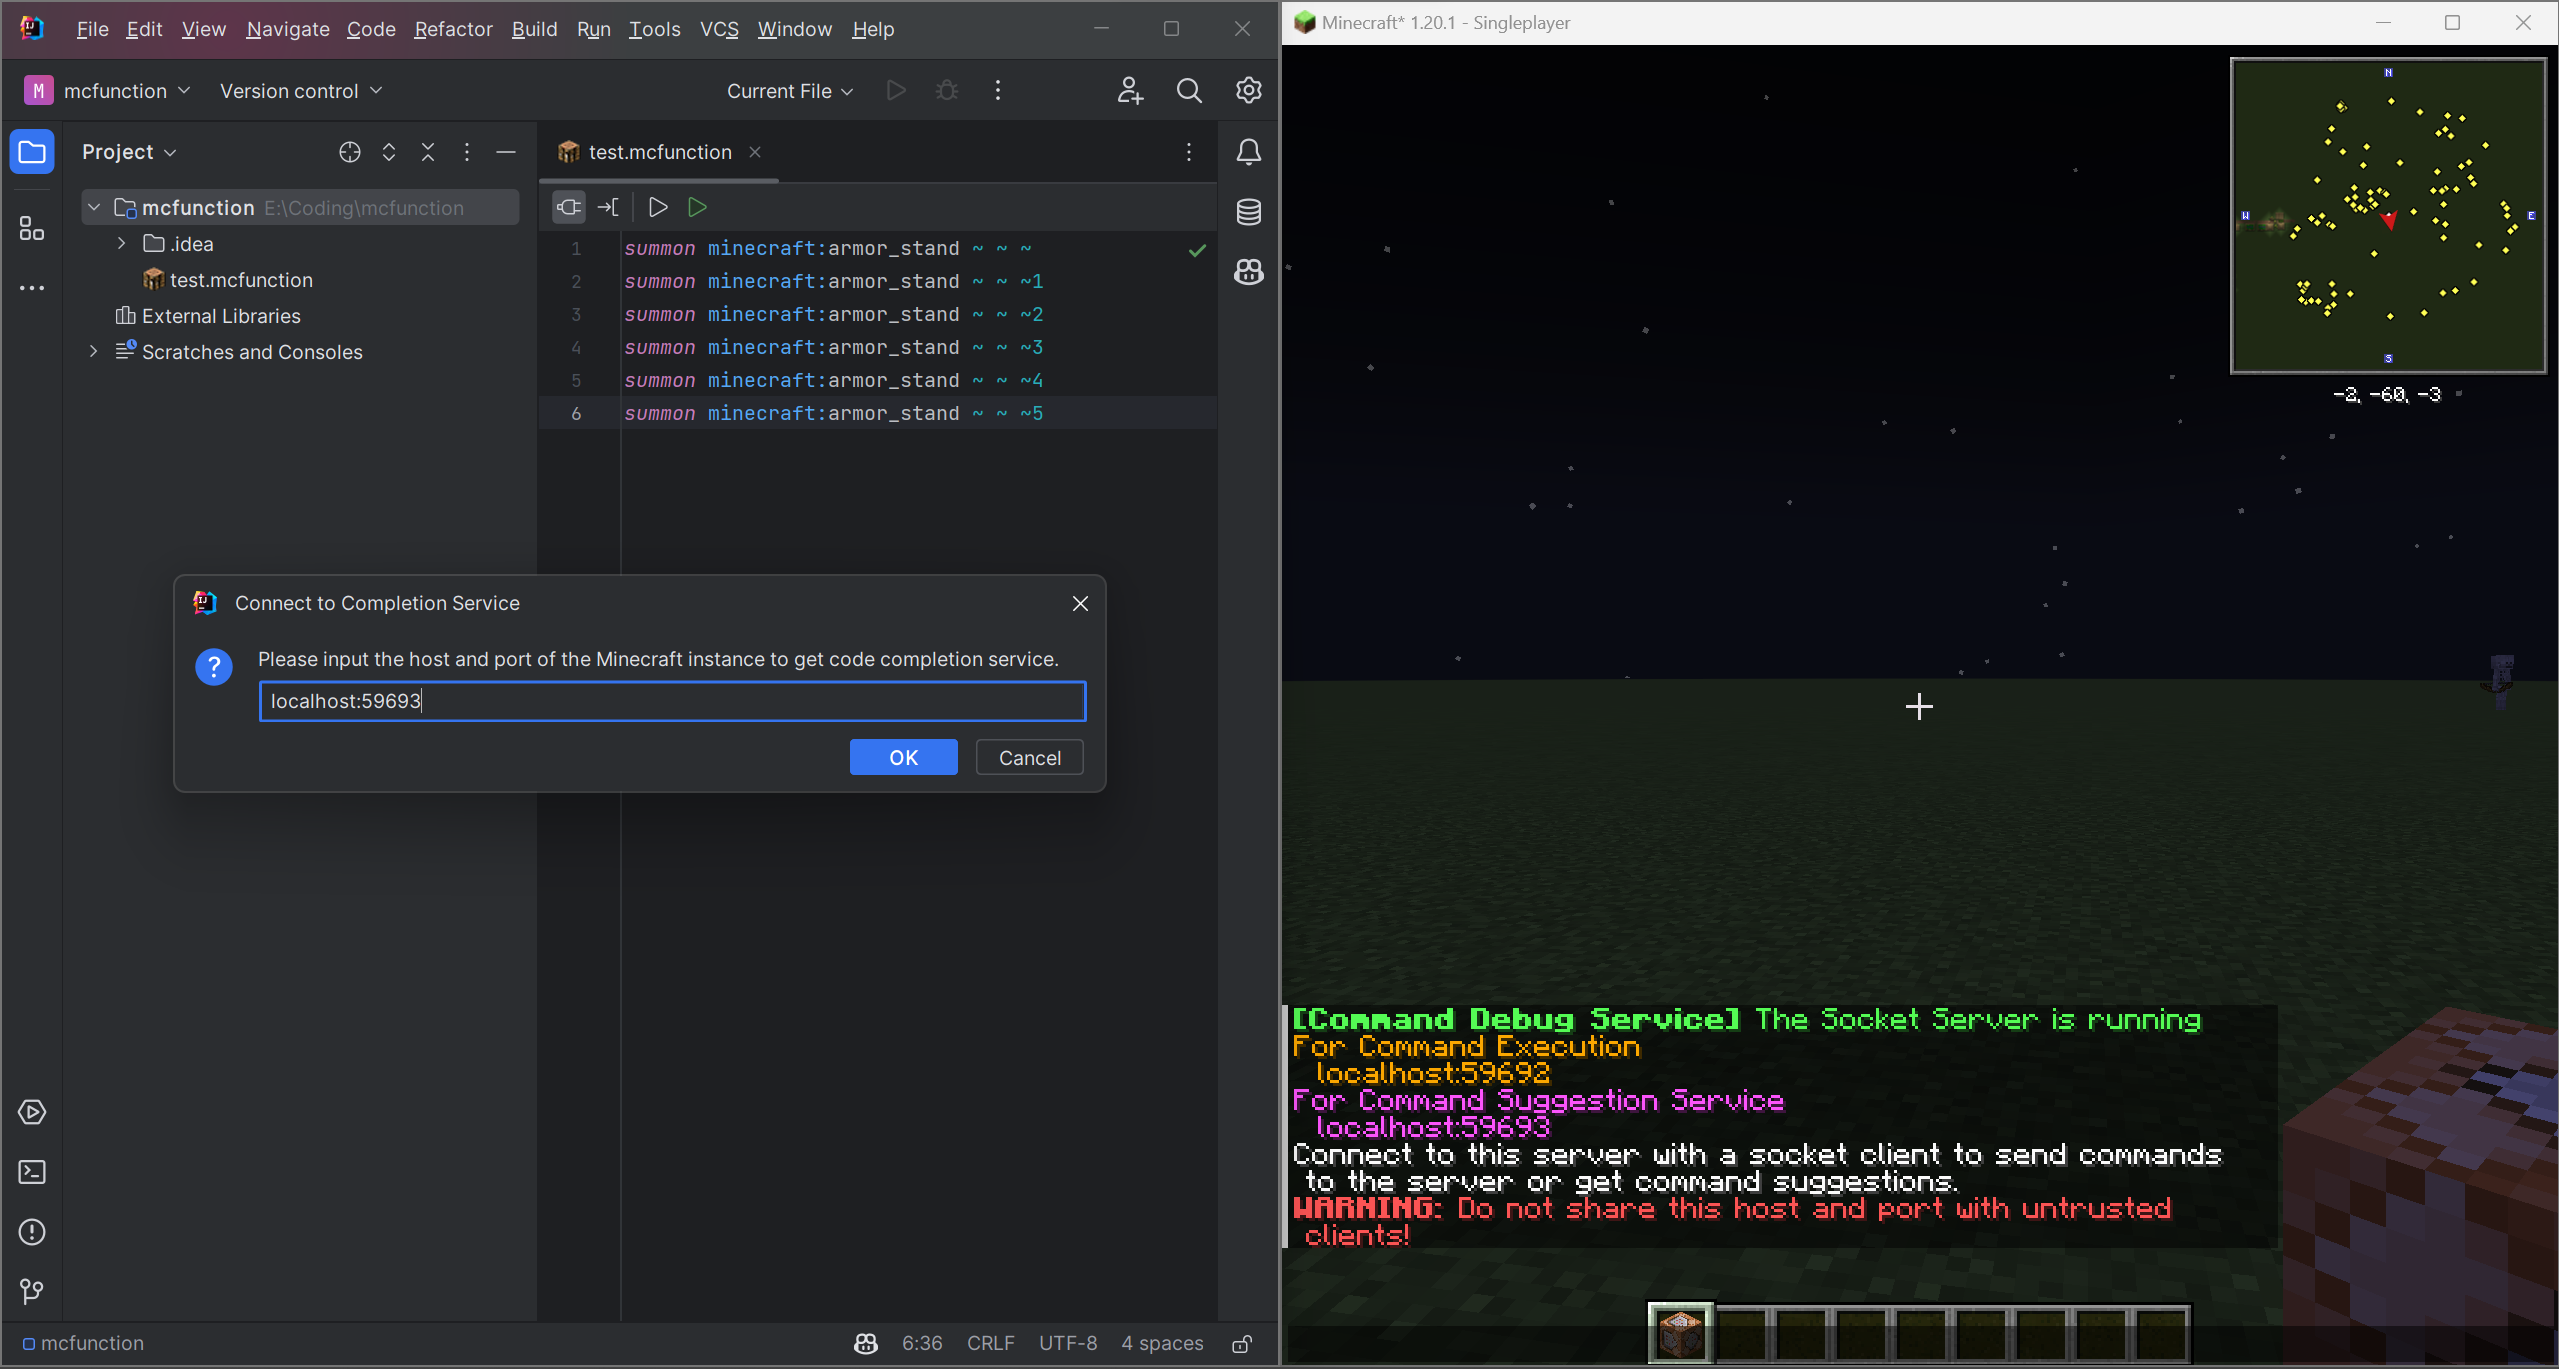 File Edit View Navigate Code Refactor Build Run Tools VCS Window Help
M mcfunction Version control Current File
Project
test.mcfunction
mcfunction E:\Coding\mcfunction
.idea
test.mcfunction
External Libraries
Scratches and Consoles
1 summon minecraft:armor_stand ~ ~ ~
2 summon minecraft:armor_stand ~ ~ ~1
3 summon minecraft:armor_stand ~ ~ ~2
4 summon minecraft:armor_stand ~ ~ ~3
5 summon minecraft:armor_stand ~ ~ ~4
6 summon minecraft:armor_stand ~ ~ ~5
Connect to Completion Service
Please input the host and port of the Minecraft instance to get code completion service.
localhost:59693
OK Cancel
mcfunction 6:36 CRLF UTF-8 4 spaces
Minecraft* 1.20.1 - Singleplayer
N
W E
S
-2, -60, -3
[Command Debug Service] The Socket Server is running
For Command Execution
localhost:59692
For Command Suggestion Service
localhost:59693
Connect to this server with a socket client to send commands
to the server or get command suggestions.
WARNING: Do not share this host and port with untrusted
clients!